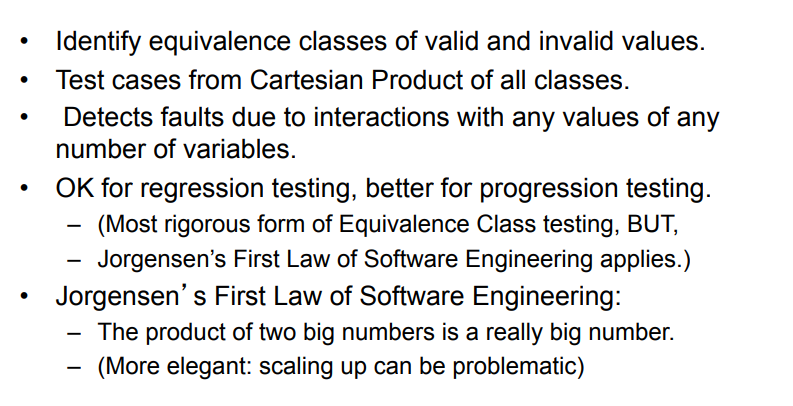 • Identify equivalence classes of valid and invalid values.
• Test cases from Cartesian Product of all classes.
• Detects faults due to interactions with any values of any
number of variables.
• OK for regression testing, better for progression testing.
– (Most rigorous form of Equivalence Class testing, BUT,
– Jorgensen’s First Law of Software Engineering applies.)
• Jorgensen’s First Law of Software Engineering:
– The product of two big numbers is a really big number.
– (More elegant: scaling up can be problematic)